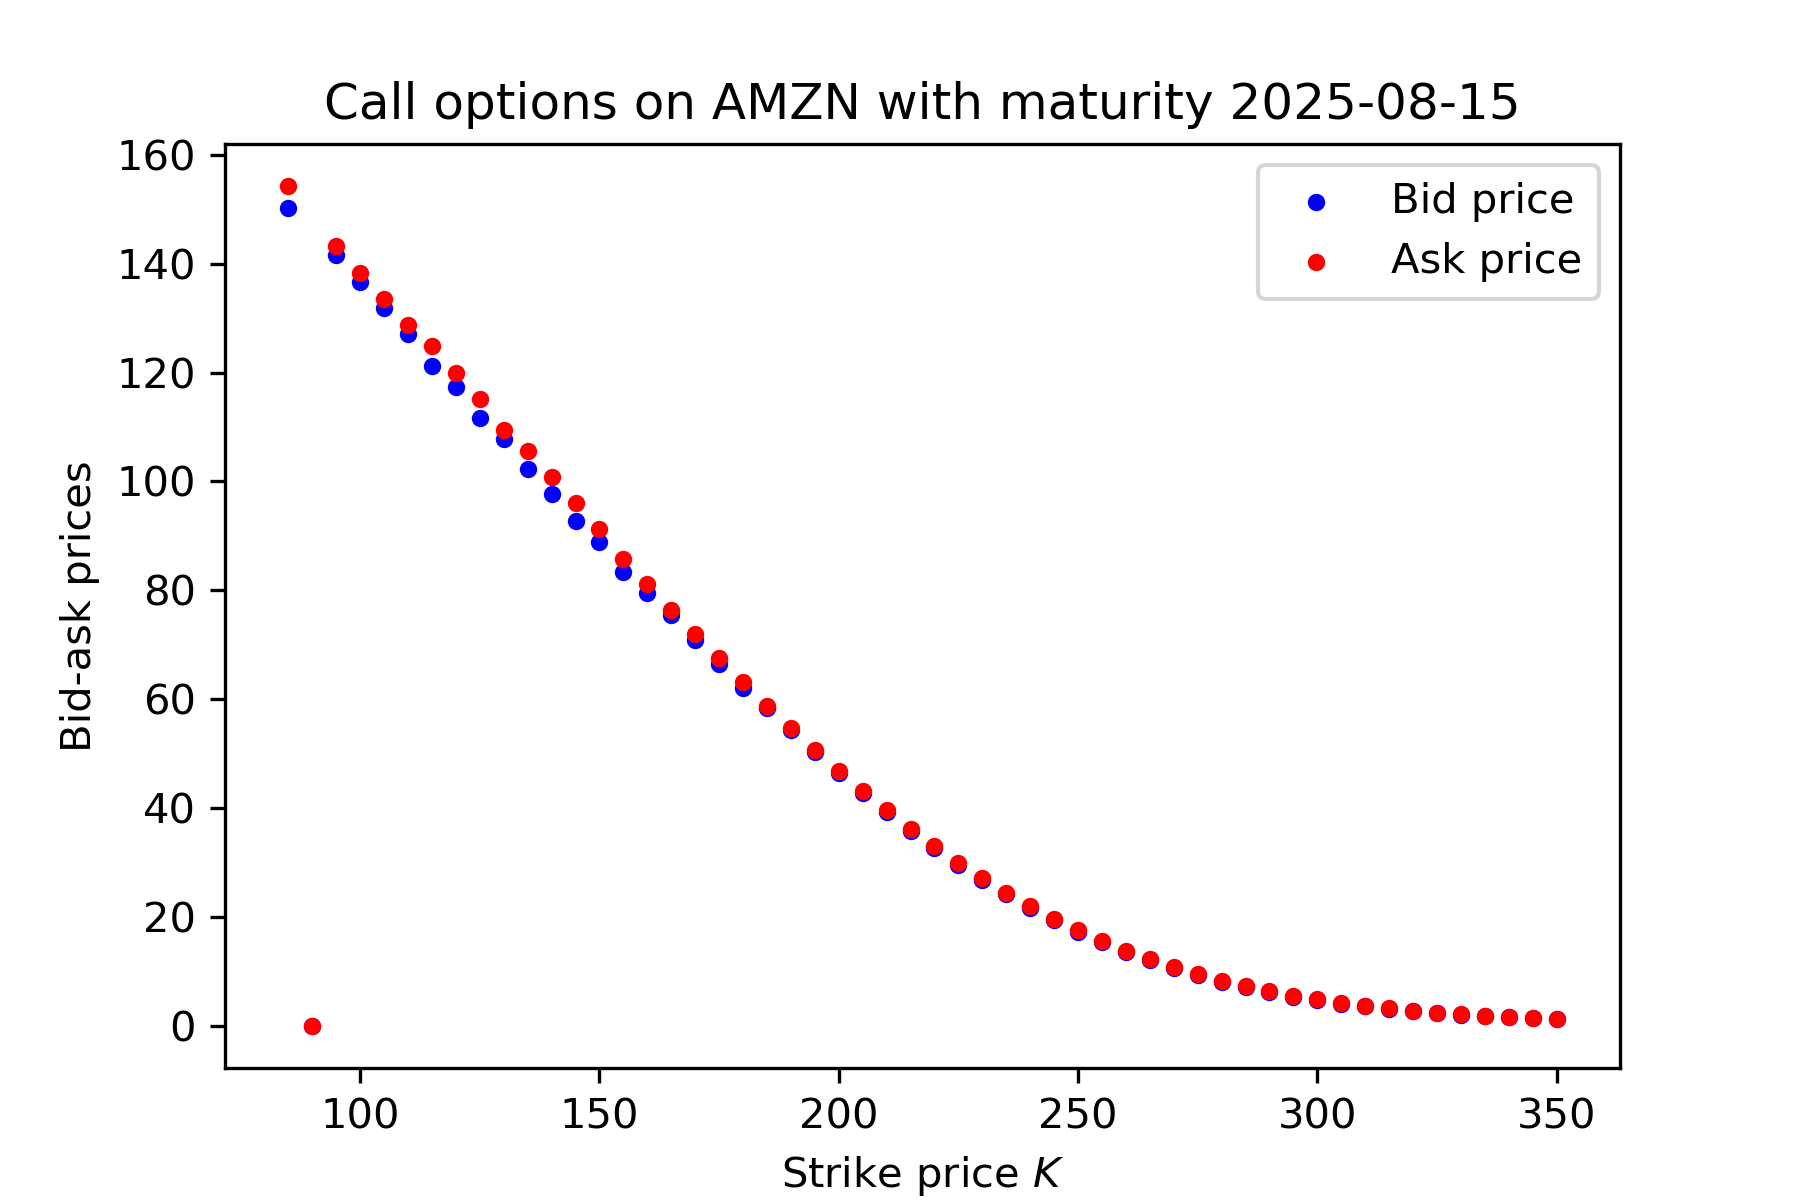 Call options on AMZN with maturity 2025-08-15
160
140
120
100
80
60
40
20
0
Bid-ask prices
Bid price
Ask price
100 150 200 250 300 350
Strike price K